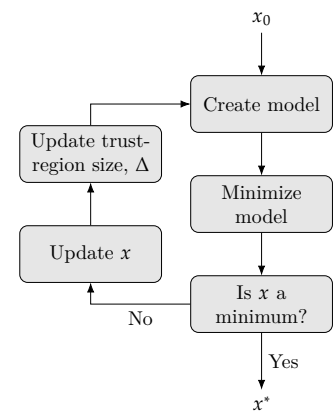 x₀
Create model
Update trust-
region size, Δ
Minimize
model
Update x
Is x a
minimum?
No
Yes
x*